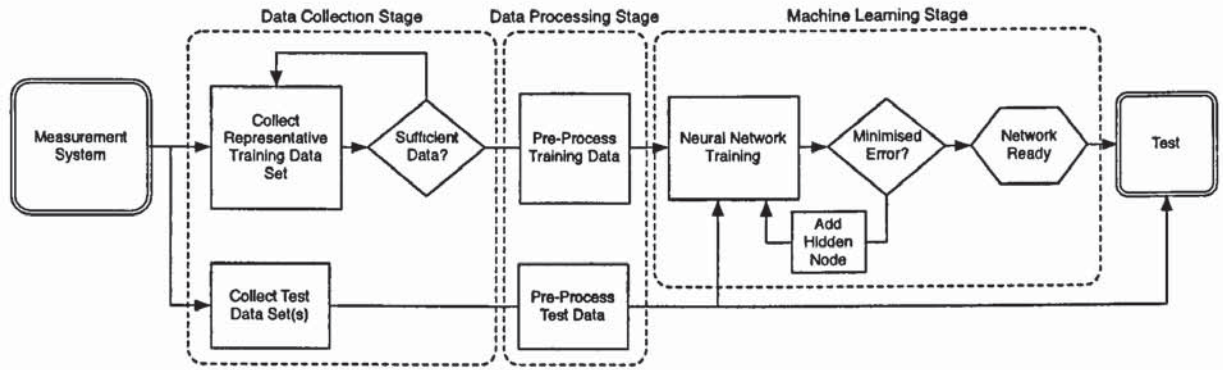 Data Collection Stage
Data Processing Stage
Machine Learning Stage
Measurement
System
Collect
Representative
Training Data
Set
Sufficient
Data?
Pre-Process
Training Data
Neural Network
Training
Minimised
Error?
Network
Ready
Test
Add
Hidden
Node
Collect Test
Data Set(s)
Pre-Process
Test Data